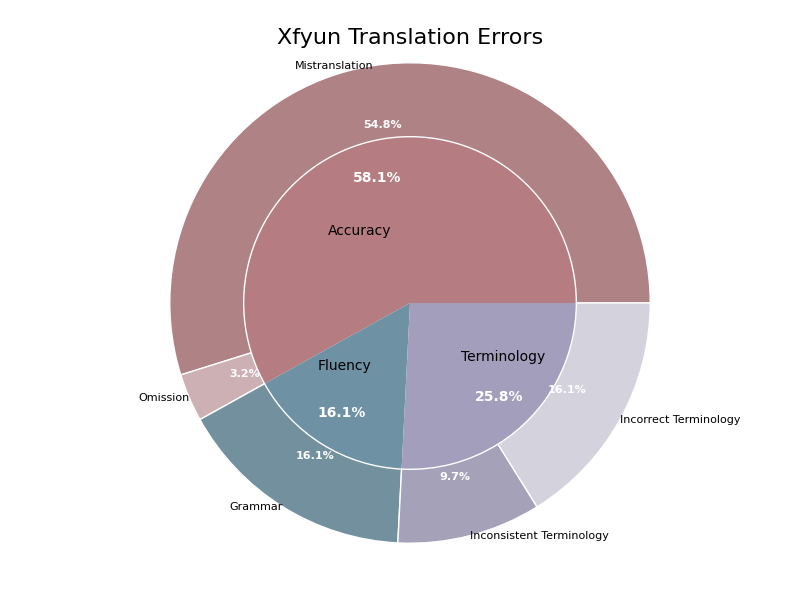 Xfyun Translation Errors
Mistranslation
54.8%
58.1%
Accuracy
Terminology
Fluency
3.2%
16.1%
Omission
25.8%
16.1%
Incorrect Terminology
16.1%
9.7%
Grammar
Inconsistent Terminology